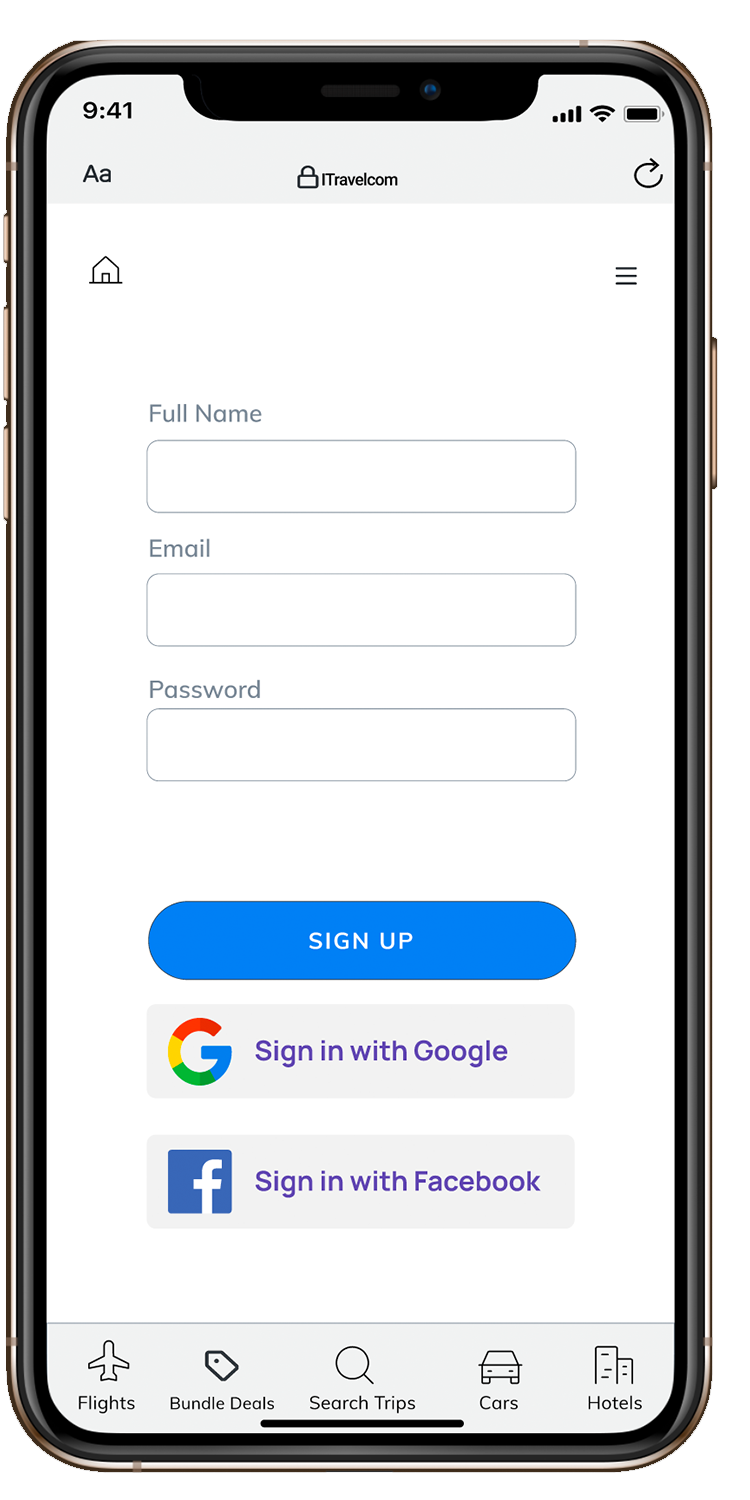 9:41
Aa
ITravelcom
Full Name
Email
Password
SIGN UP
Sign in with Google
Sign in with Facebook
Flights
Bundle Deals
Search Trips
Cars
Hotels